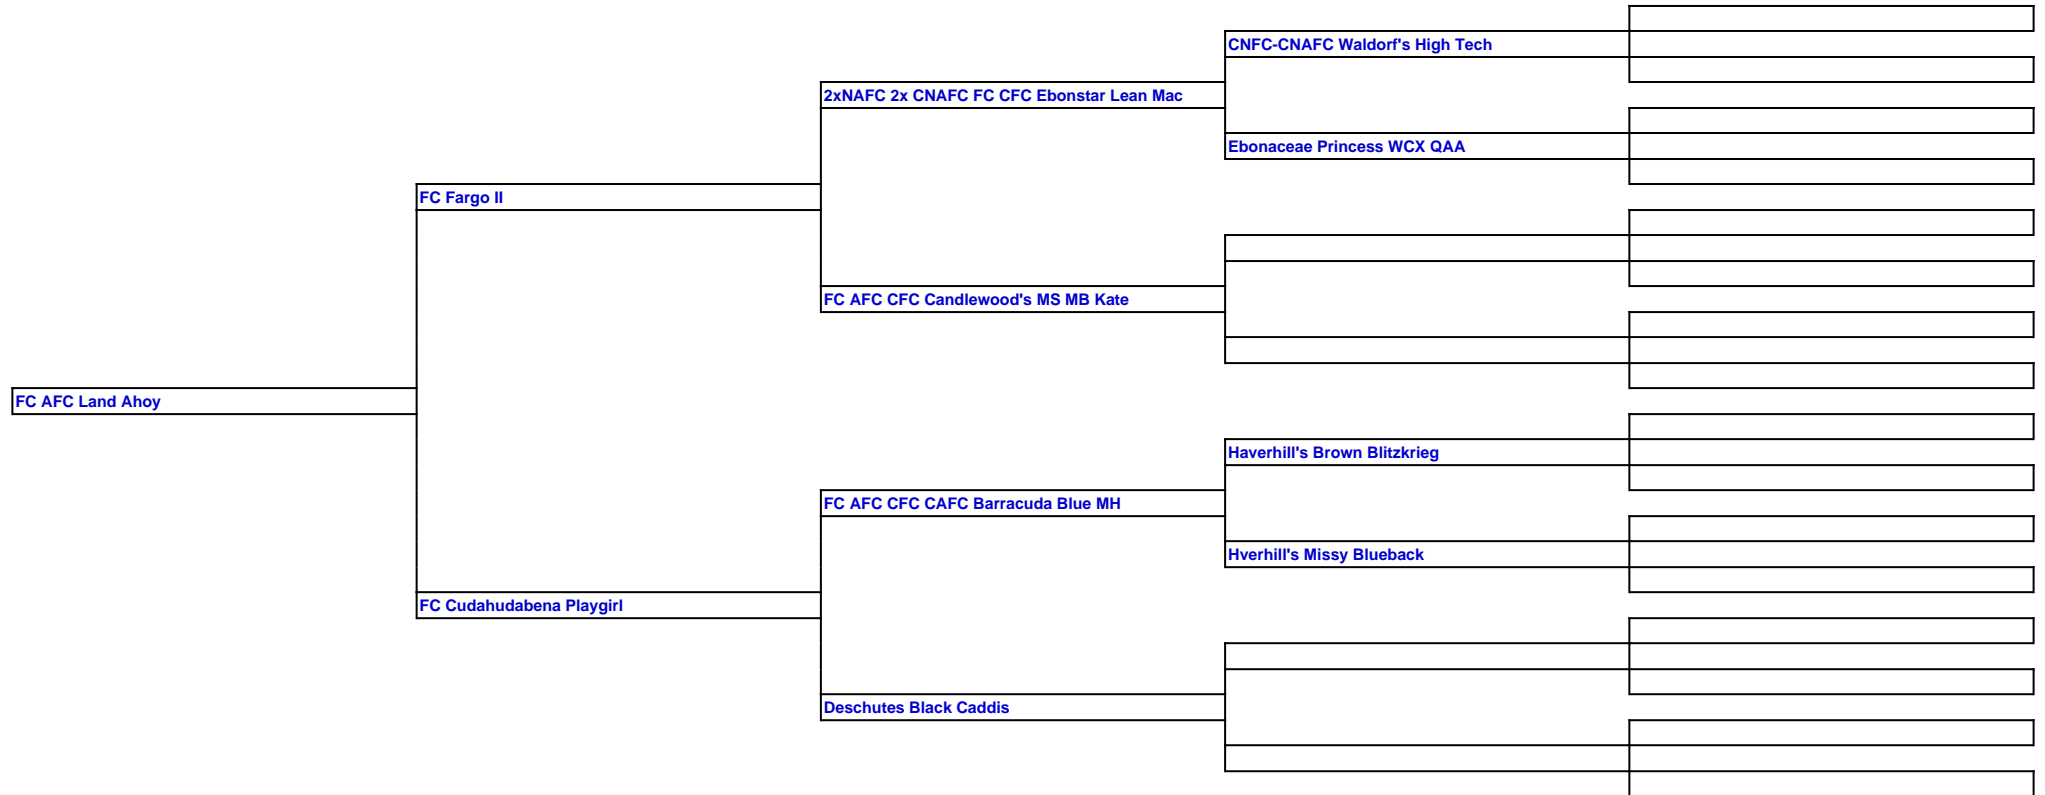 CNFC-CNAFC Waldorf's High Tech
2xNAFC 2x CNAFC FC CFC Ebonstar Lean Mac
Ebonaceae Princess WCX QAA
FC Fargo II
FC AFC CFC Candlewood's MS MB Kate
FC AFC Land Ahoy
Haverhill's Brown Blitzkrieg
FC AFC CFC CAFC Barracuda Blue MH
Hverhill's Missy Blueback
FC Cudahudabena Playgirl
Deschutes Black Caddis